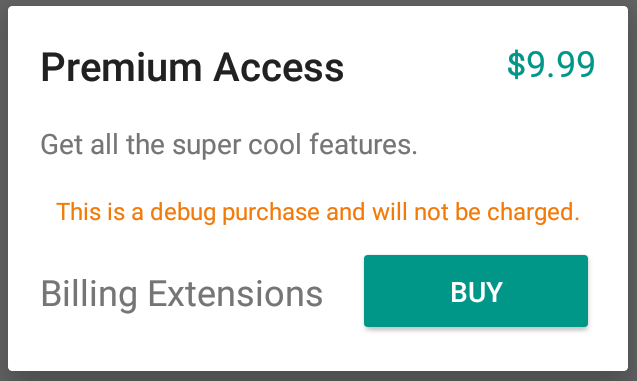 Premium Access
$9.99
Get all the super cool features.
This is a debug purchase and will not be charged.
Billing Extensions
BUY